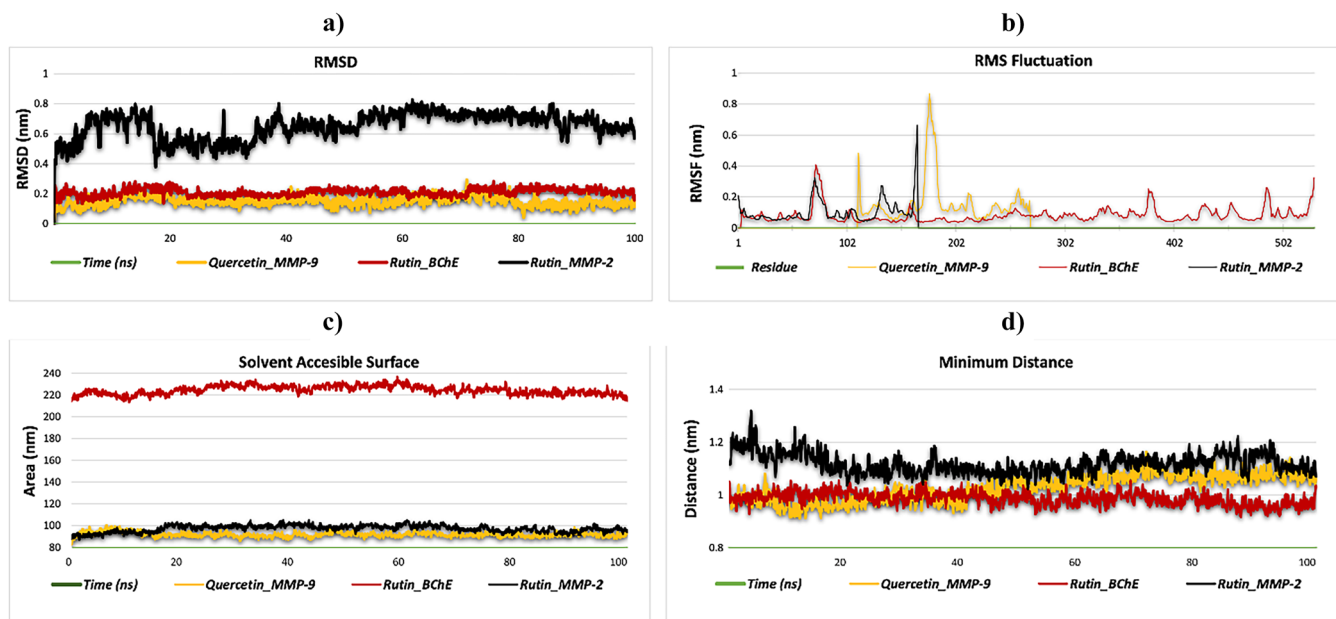 a)
RMSD
RMSD (nm)
1
0.8
0.6
0.4
0.2
0
20 40 60 80 100
Time (ns) Quercetin_MMP-9 Rutin_BChE Rutin_MMP-2
b)
RMS Fluctuation
RMSF (nm)
1
0.8
0.6
0.4
0.2
0
1 102 202 302 402 502
Residue Quercetin_MMP-9 Rutin_BChE Rutin_MMP-2
c)
Solvent Accesible Surface
Area (nm)
240
220
200
180
160
140
120
100
80
0 20 40 60 80 100
Time (ns) Quercetin_MMP-9 Rutin_BChE Rutin_MMP-2
d)
Minimum Distance
Distance (nm)
1.4
1.2
1
0.8
20 40 60 80 100
Time (ns) Quercetin_MMP-9 Rutin_BChE Rutin_MMP-2